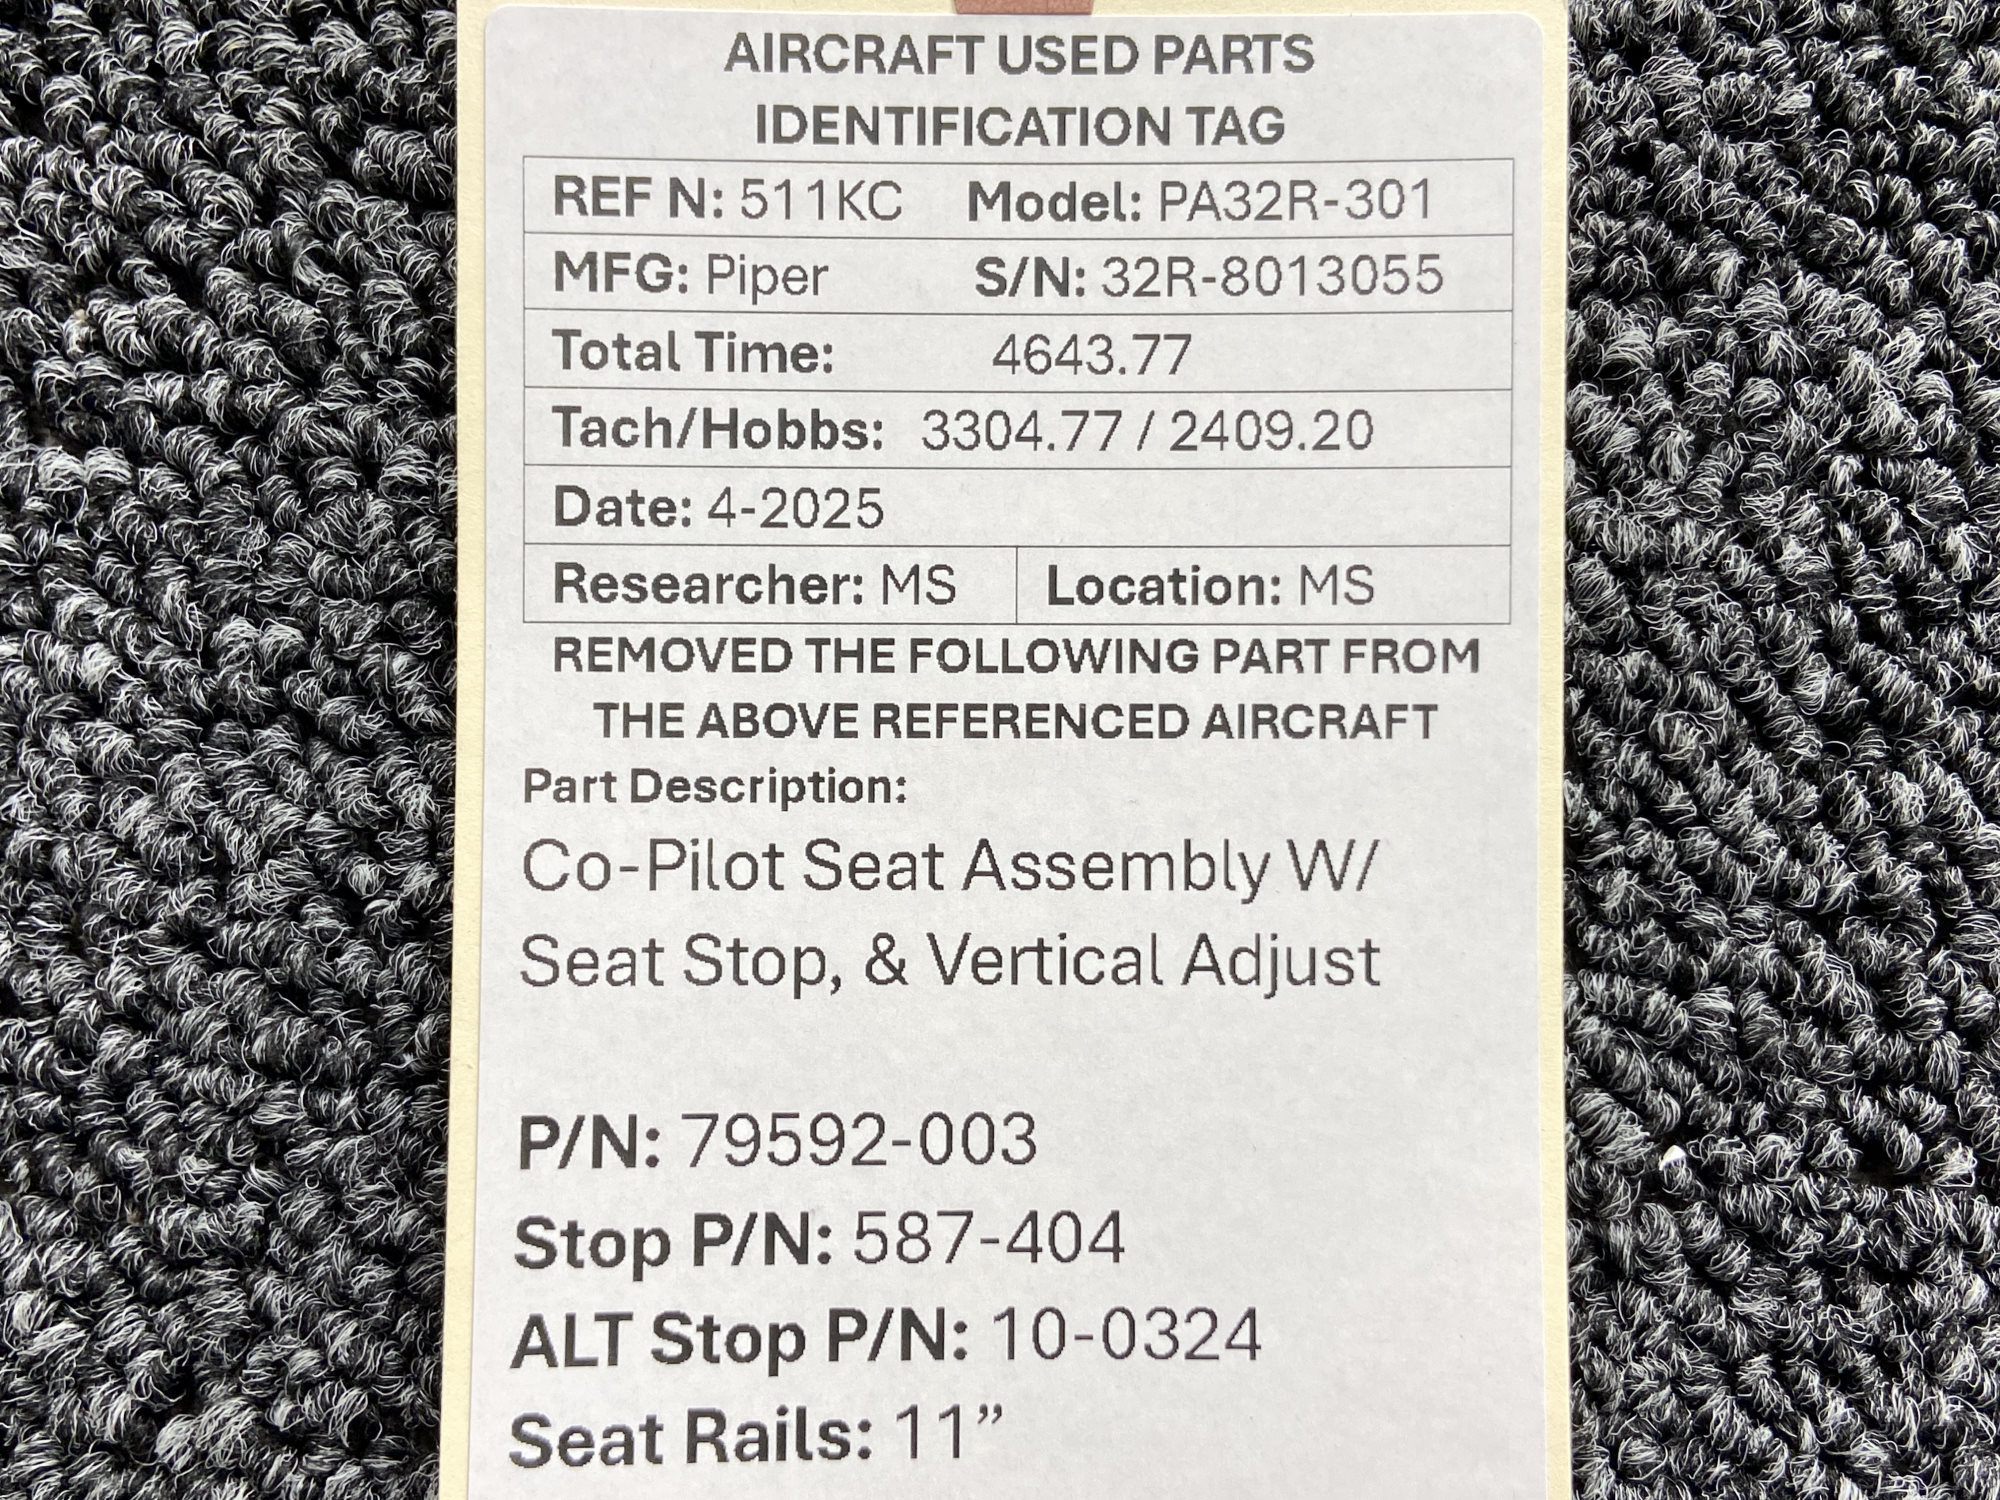 AIRCRAFT USED PARTS
IDENTIFICATION TAG
REF N: 511KC Model: PA32R-301
MFG: Piper S/N: 32R-8013055
Total Time: 4643.77
Tach/Hobbs: 3304.77 / 2409.20
Date: 4-2025
Researcher: MS Location: MS
REMOVED THE FOLLOWING PART FROM
THE ABOVE REFERENCED AIRCRAFT
Part Description:
Co-Pilot Seat Assembly W/
Seat Stop, & Vertical Adjust
P/N: 79592-003
Stop P/N: 587-404
ALT Stop P/N: 10-0324
Seat Rails: 11”